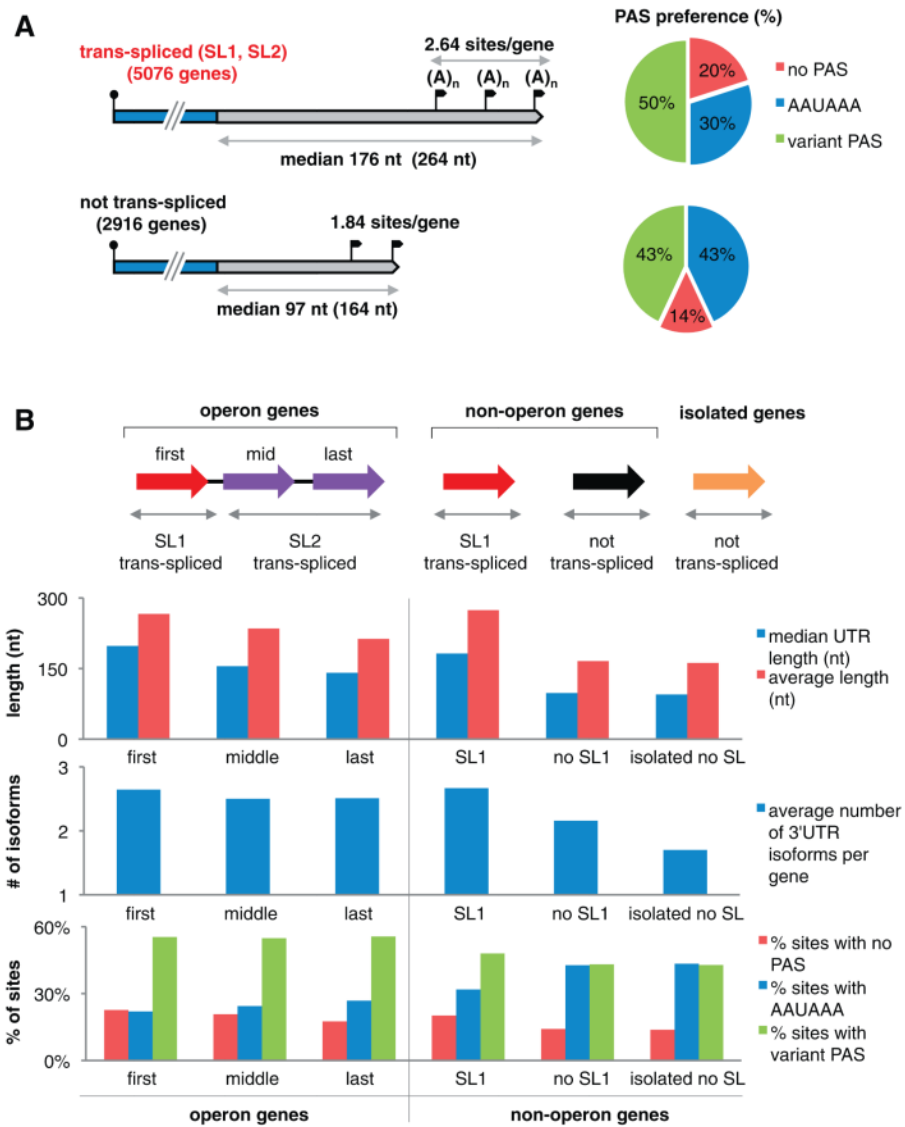 A
PAS preference (%)
trans-spliced (SL1, SL2)
(5076 genes)
2.64 sites/gene
(A)n (A)n (A)n
median 176 nt (264 nt)
50%
20%
30%
no PAS
AAUAAA
variant PAS
not trans-spliced
(2916 genes)
1.84 sites/gene
median 97 nt (164 nt)
43%
43%
14%
B
operon genes
non-operon genes
isolated genes
first
mid
last
SL1
trans-spliced
SL2
trans-spliced
SL1
trans-spliced
not
trans-spliced
not
trans-spliced
length (nt)
300
150
0
first
middle
last
SL1
no SL1
isolated no SL
median UTR
length (nt)
average length
(nt)
# of isoforms
3
2
1
first
middle
last
SL1
no SL1
isolated no SL
average number
of 3'UTR
isoforms per
gene
% of sites
60%
30%
0%
first
middle
last
SL1
no SL1
isolated no SL
% sites with no
PAS
% sites with
AAUAAA
% sites with
variant PAS
operon genes
non-operon genes